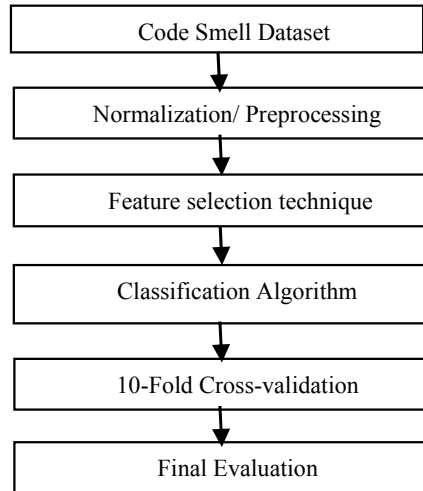 Code Smell Dataset
Normalization/ Preprocessing
Feature selection technique
Classification Algorithm
10-Fold Cross-validation
Final Evaluation